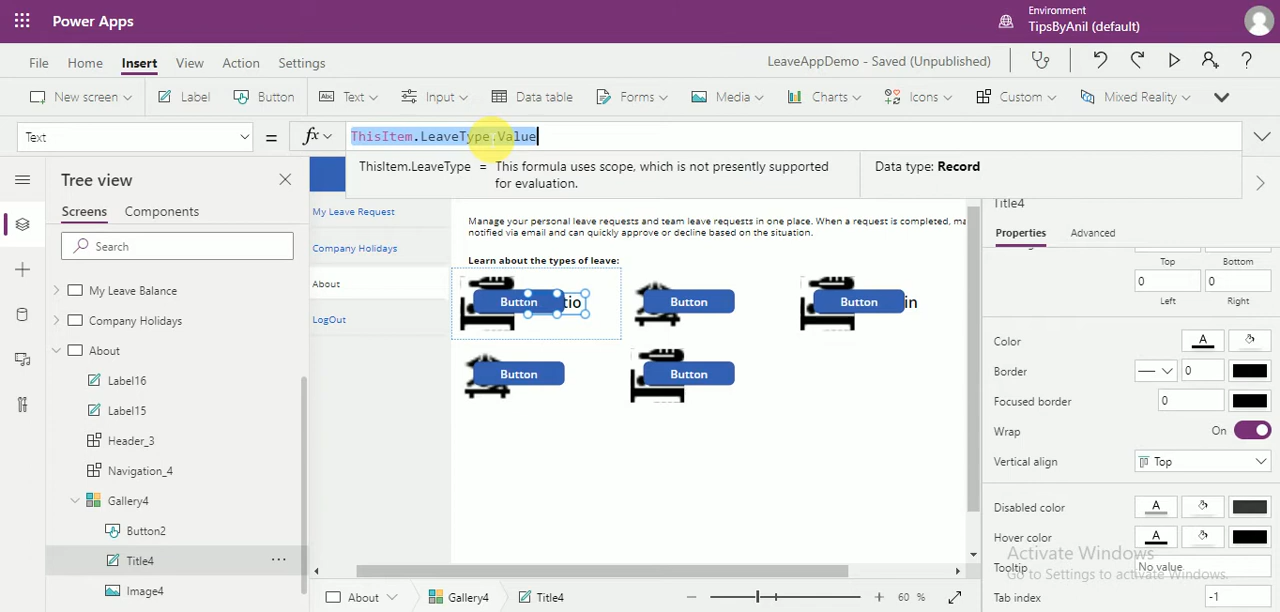 Power Apps
Environment
TipsByAnil (default)
File Home Insert View Action Settings
LeaveAppDemo - Saved (Unpublished)
New screen Label Button Text Input Data table Forms Media Charts Icons Custom Mixed Reality
Text = fx ThisItem.LeaveType.Value
ThisItem.LeaveType = This formula uses scope, which is not presently supported for evaluation.
Data type: Record
Tree view
Screens Components
Search
My Leave Balance
Company Holidays
About
Label16
Label15
Header_3
Navigation_4
Gallery4
Button2
Title4
Image4
My Leave Request
Company Holidays
About
LogOut
Manage your personal leave requests and team leave requests in one place. When a request is completed, ma
notified via email and can quickly approve or decline based on the situation.
Learn about the types of leave:
Button tio Button Button in
Button Button
Title4
Properties Advanced
Top Bottom
0 0
Left Right
Color A
Border 0
Focused border 0
Wrap On
Vertical align Top
Disabled color A
Hover color A
Tooltip No value
Tab index -1
Activate Windows
Go to Settings to activate Windows.
About Gallery4 Title4
60 %